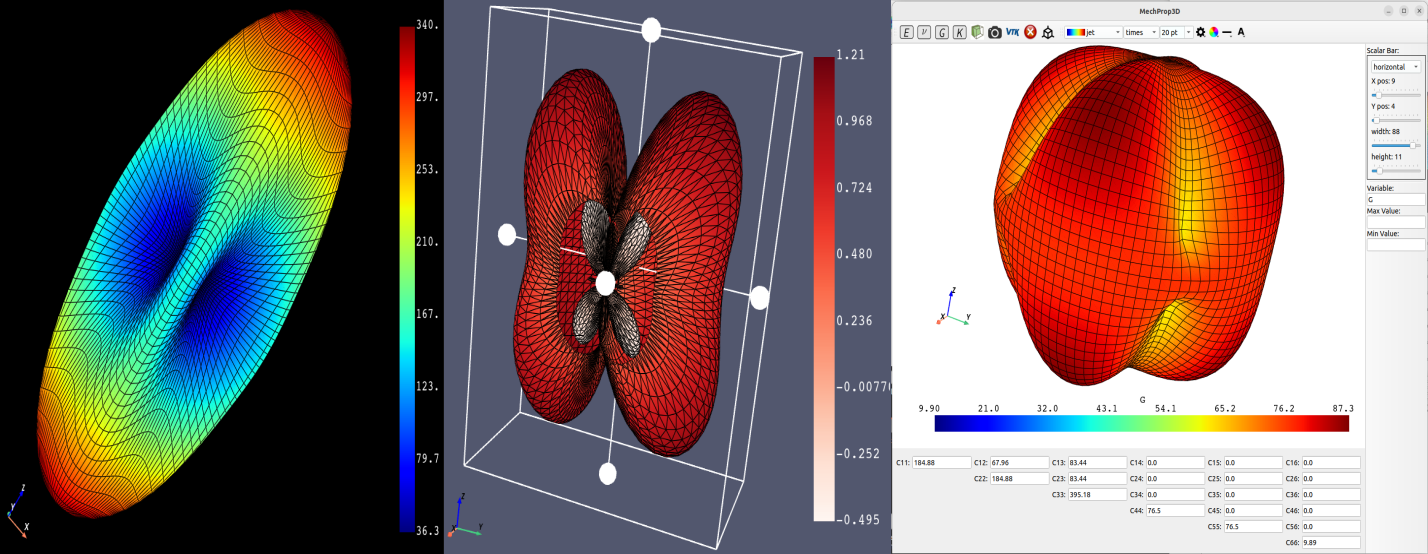 340.
297.
253.
210.
167.
123.
79.7
36.3
Z
Y
X
1.21
0.968
0.724
0.480
0.236
-0.00770
-0.252
-0.495
Z
X
Y
MechProp3D
E ν G K VTK jet times 20 pt A
Scalar Bar:
horizontal
X pos: 9
Y pos: 4
width: 88
height: 11
Variable:
G
Max Value:
Min Value:
Z
X
Y
G
9.90 21.0 32.0 43.1 54.1 65.2 76.2 87.3
C11: 184.88 C12: 67.96 C13: 83.44 C14: 0.0 C15: 0.0 C16: 0.0
C22: 184.88 C23: 83.44 C24: 0.0 C25: 0.0 C26: 0.0
C33: 395.18 C34: 0.0 C35: 0.0 C36: 0.0
C44: 76.5 C45: 0.0 C46: 0.0
C55: 76.5 C56: 0.0
C66: 9.89